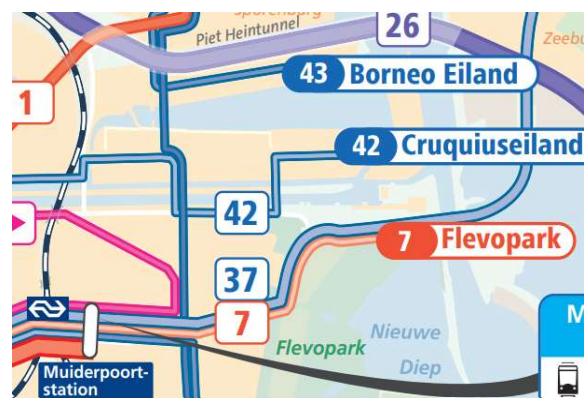 Sporenburg
Piet Heintunnel
26
Zeebu
43 Borneo Eiland
1
42 Cruquiuseiland
42
7 Flevopark
37
7
Flevopark
Nieuwe
Diep
M
Muiderpoort-
station